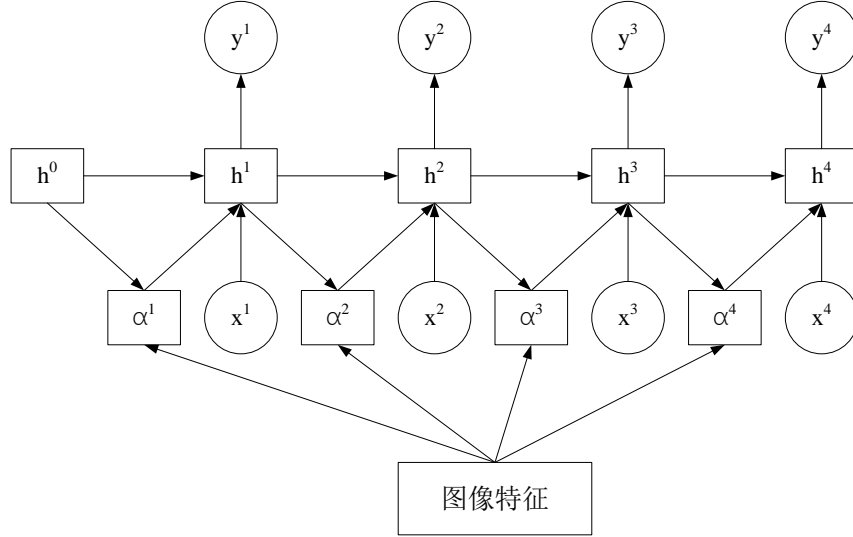 y¹ y² y³ y⁴
h⁰ h¹ h² h³ h⁴
α¹ x¹ α² x² α³ x³ α⁴ x⁴
图像特征